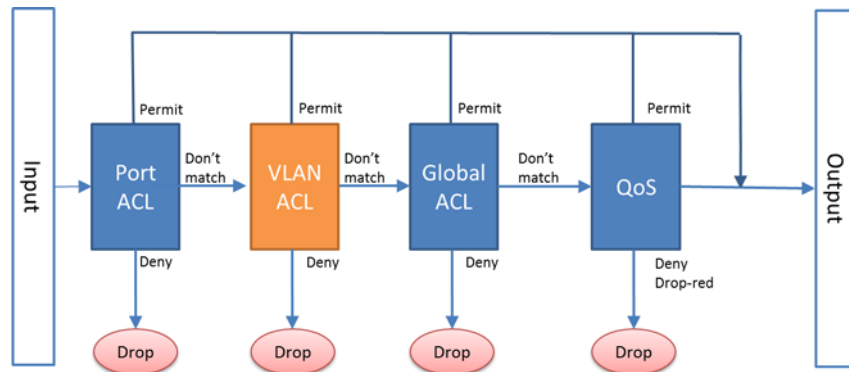 Input
Permit
Permit
Permit
Permit
Port
ACL
Don't
match
VLAN
ACL
Don't
match
Global
ACL
Don't
match
QoS
Output
Deny
Deny
Deny
Deny
Drop-red
Drop
Drop
Drop
Drop